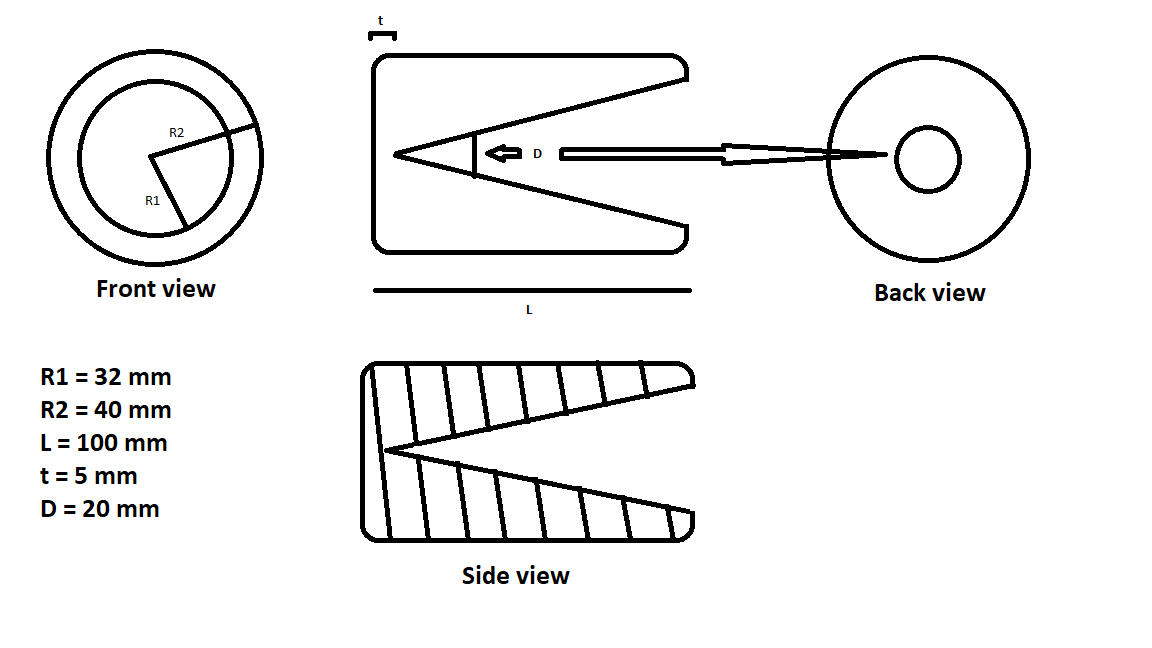 t
R2
R1
D
Front view
Back view
L
R1 = 32 mm
R2 = 40 mm
L = 100 mm
t = 5 mm
D = 20 mm
Side view